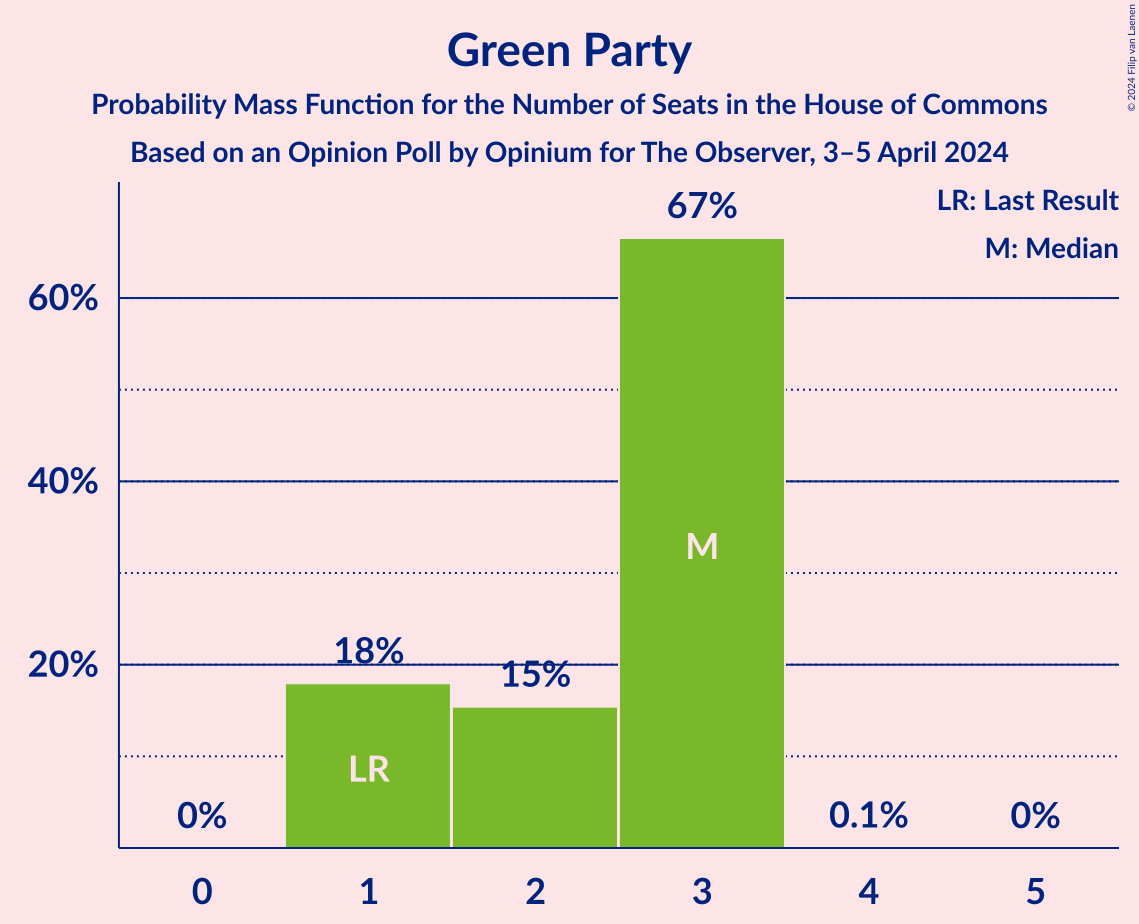 Green Party
Probability Mass Function for the Number of Seats in the House of Commons
Based on an Opinion Poll by Opinium for The Observer, 3–5 April 2024
© 2024 Filip van Laenen
LR: Last Result
M: Median
60%
40%
20%
0%
18%
15%
67%
0.1%
0%
LR
M
0
1
2
3
4
5